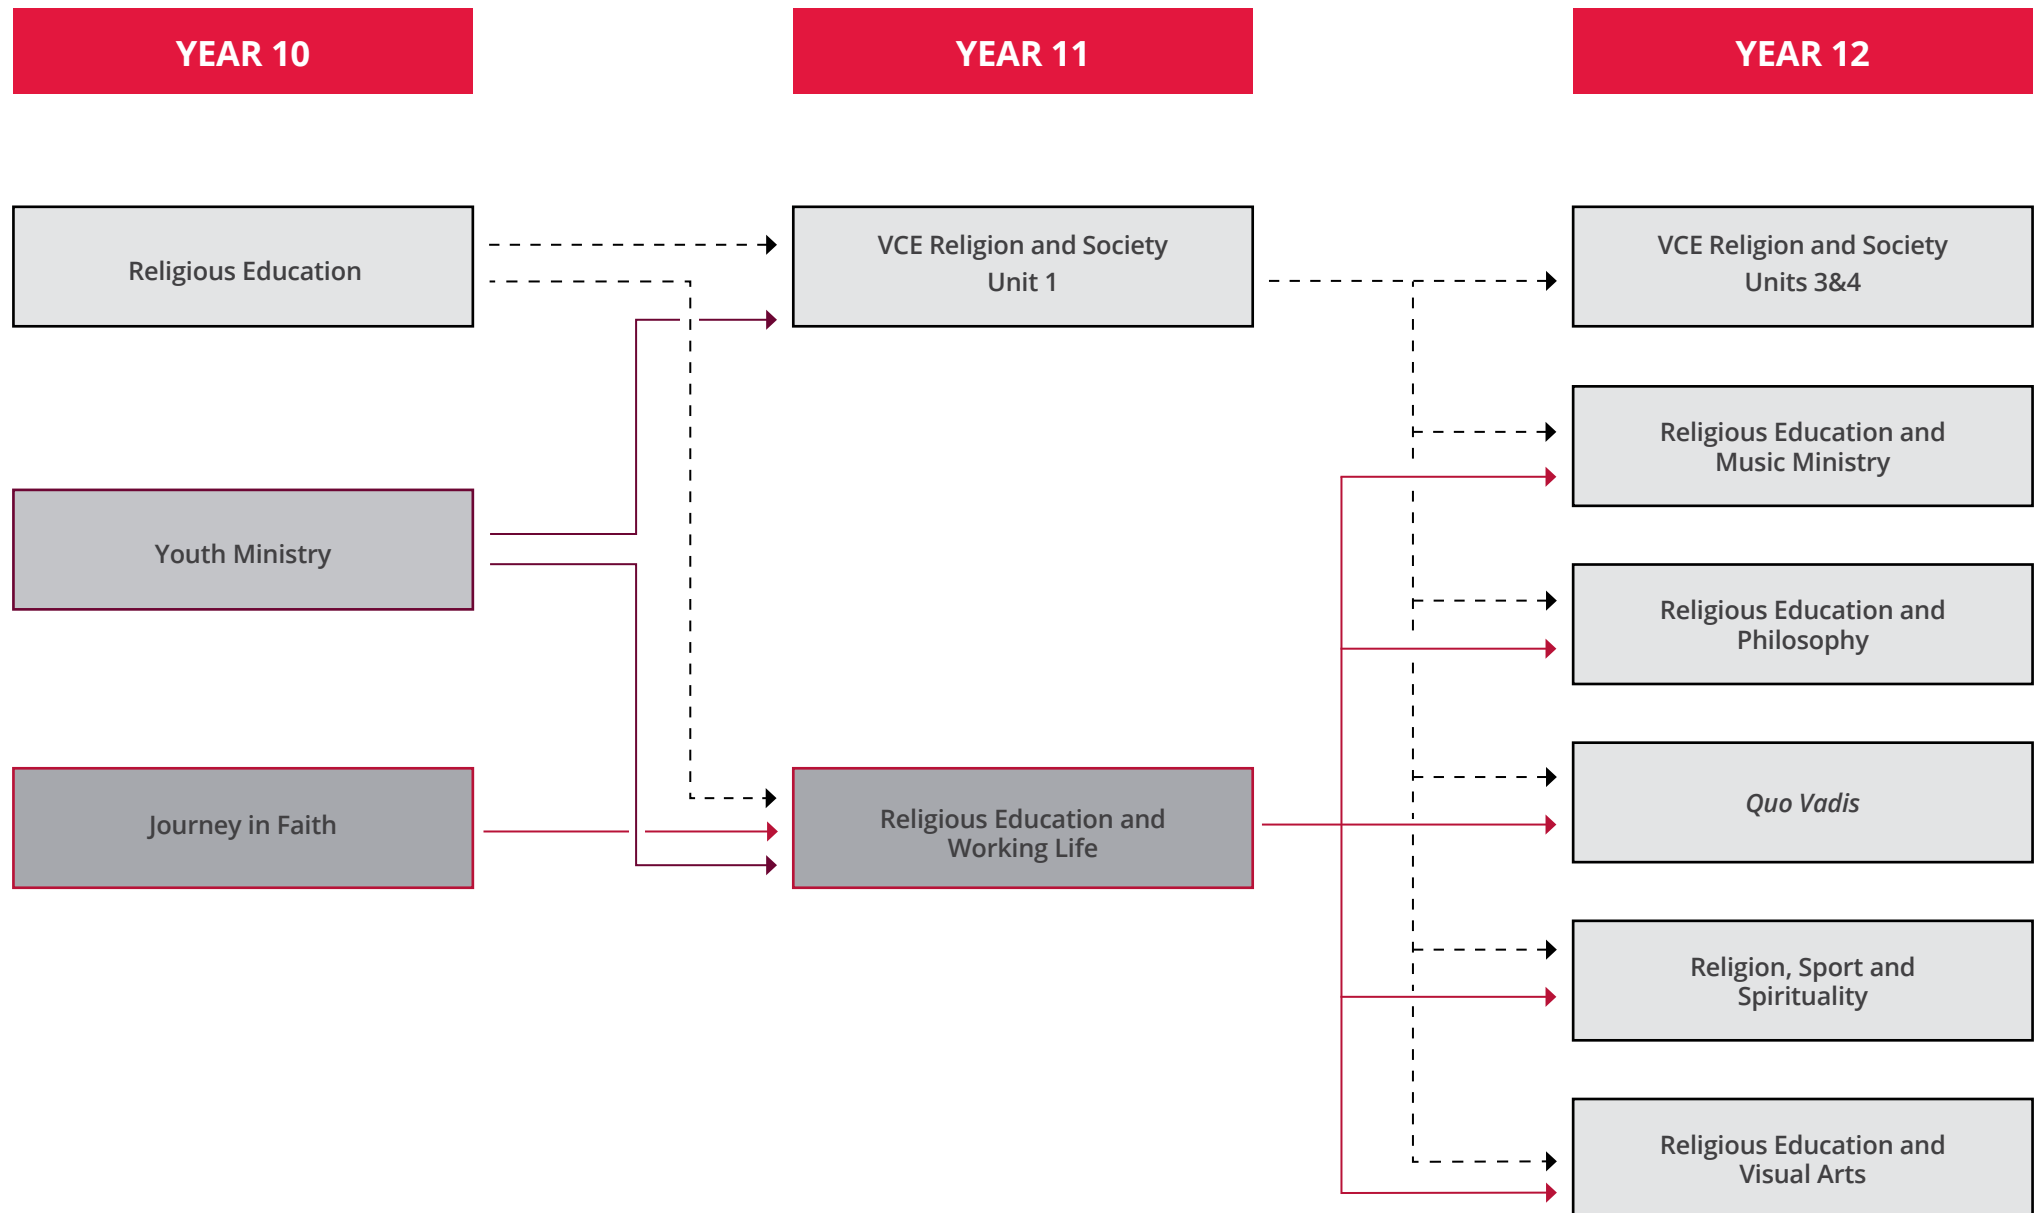 YEAR 10
YEAR 11
YEAR 12
Religious Education
VCE Religion and Society
Unit 1
VCE Religion and Society
Units 3&4
Religious Education and
Music Ministry
Youth Ministry
Religious Education and
Philosophy
Journey in Faith
Religious Education and
Working Life
Quo Vadis
Religion, Sport and
Spirituality
Religious Education and
Visual Arts